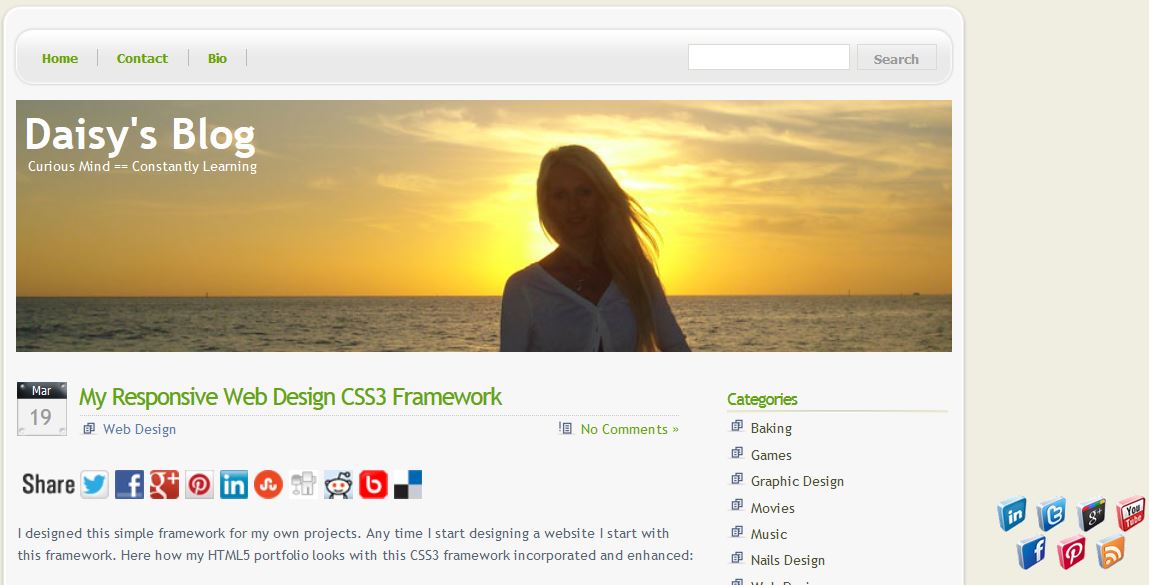 Home
Contact
Bio
Search
Daisy's Blog
Curious Mind == Constantly Learning
Mar
19
My Responsive Web Design CSS3 Framework
Web Design
No Comments »
Share
I designed this simple framework for my own projects. Any time I start designing a website I start with
this framework. Here how my HTML5 portfolio looks with this CSS3 framework incorporated and enhanced:
Categories
Baking
Games
Graphic Design
Movies
Music
Nails Design
You
Tube